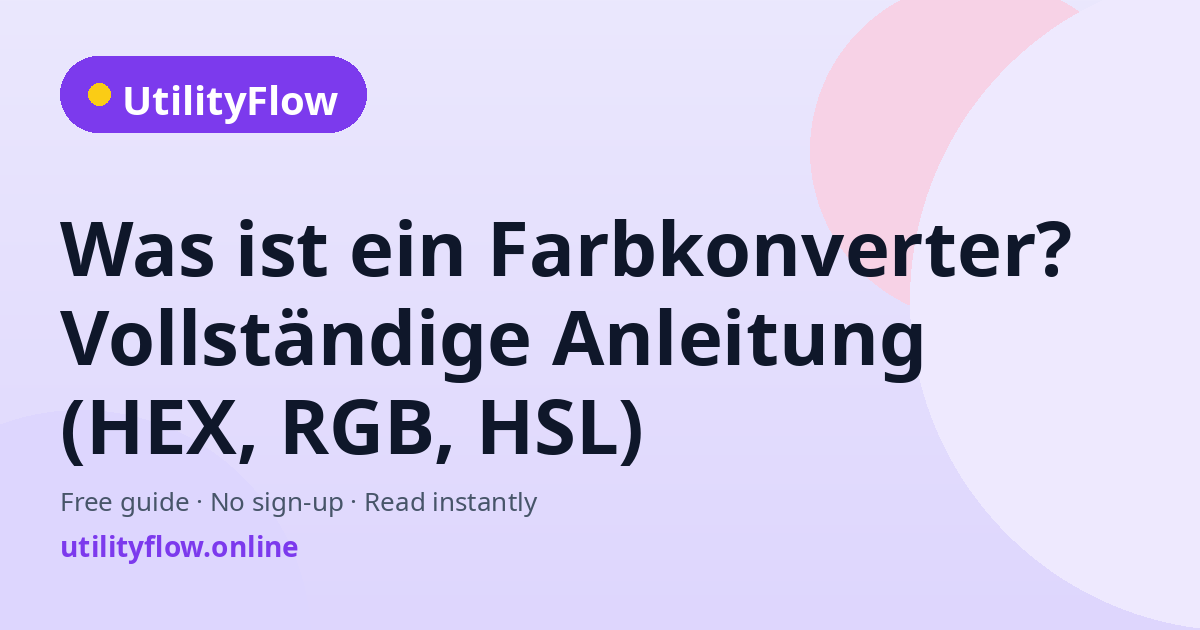 UtilityFlow
Was ist ein Farbkonverter?
Vollständige Anleitung
(HEX, RGB, HSL)
Free guide · No sign-up · Read instantly
utilityflow.online